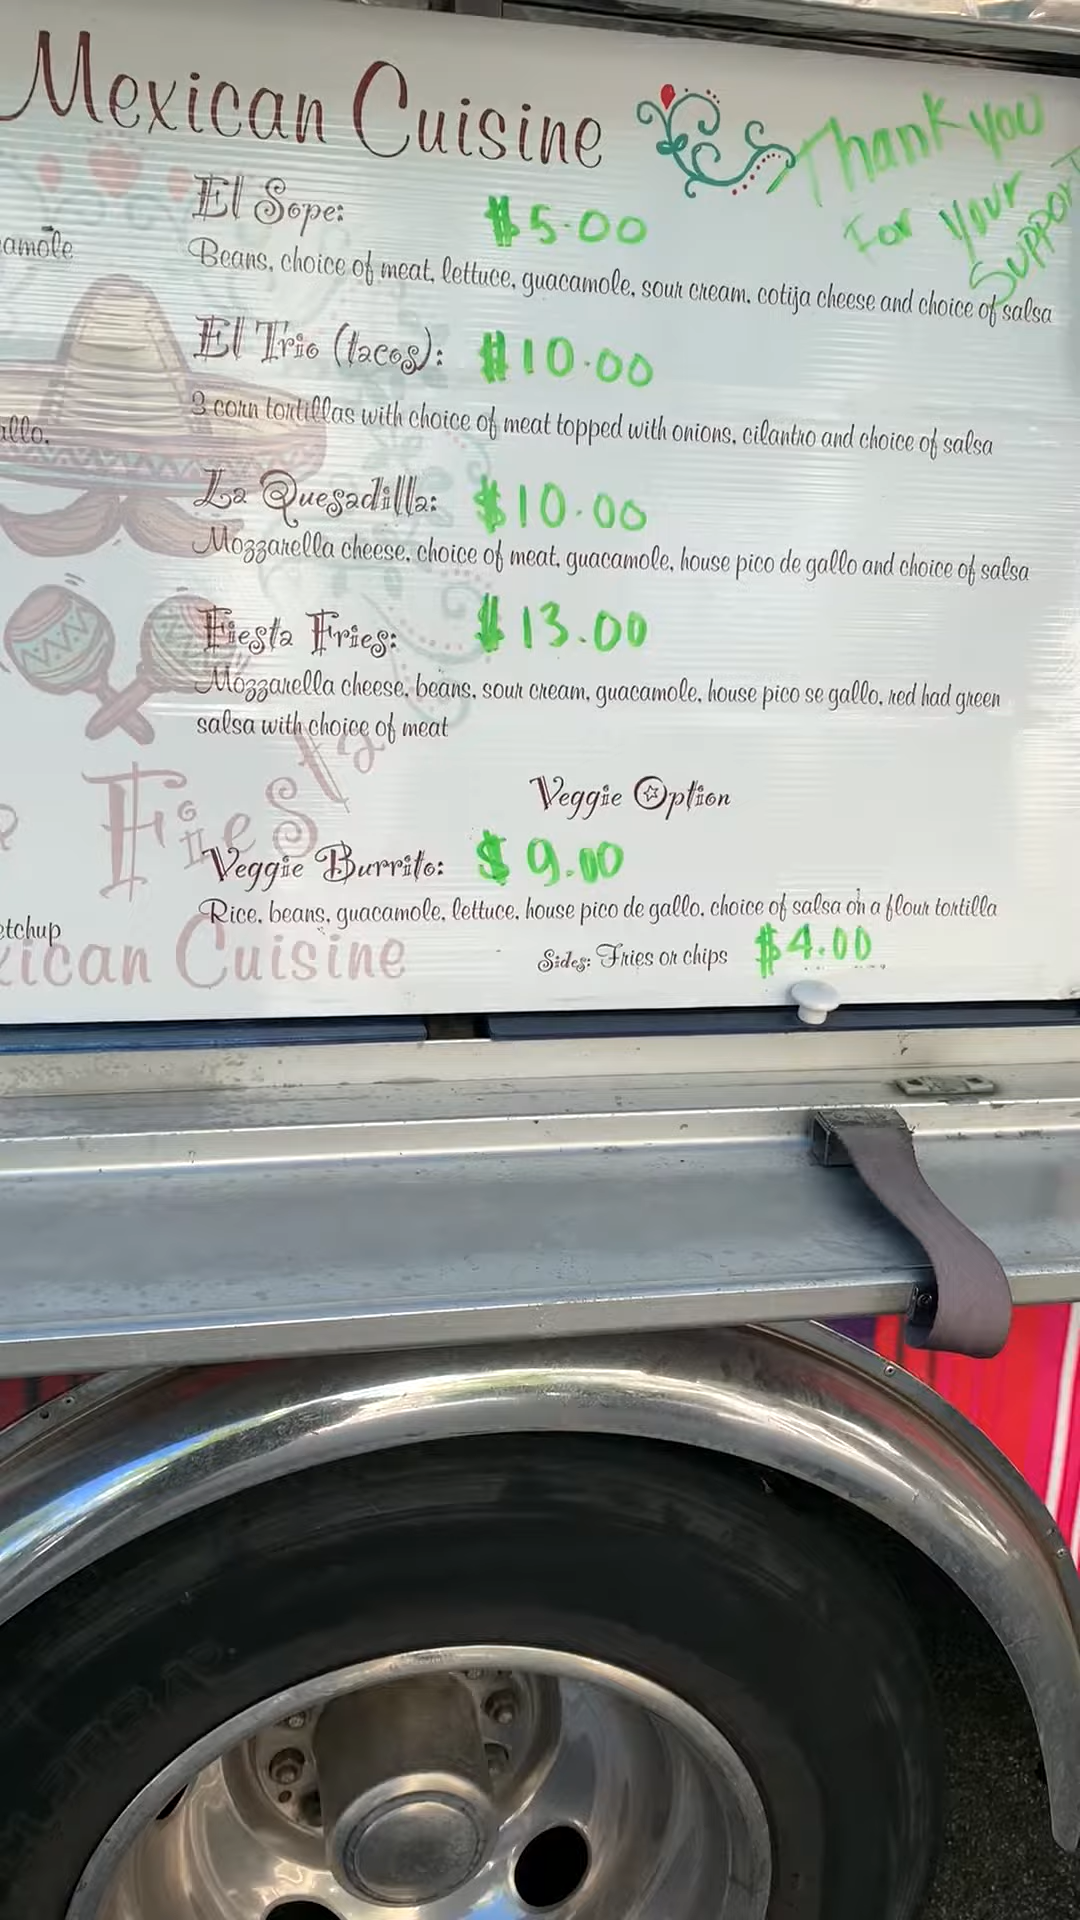 Mexican Cuisine
Thank you
For Your
Support
El Sope: $5.00
Beans, choice of meat, lettuce, guacamole, sour cream, cotija cheese and choice of salsa
El Trio (tacos): $10.00
3 corn tortillas with choice of meat topped with onions, cilantro and choice of salsa
La Quesadilla: $10.00
Mozzarella cheese, choice of meat, guacamole, house pico de gallo and choice of salsa
Fiesta Fries: $13.00
Mozzarella cheese, beans, sour cream, guacamole, house pico se gallo, red had green
salsa with choice of meat
Fiesta
Veggie Option
Veggie Burrito: $9.00
Rice, beans, guacamole, lettuce, house pico de gallo, choice of salsa on a flour tortilla
xican Cuisine
Sides: Fries or chips $4.00